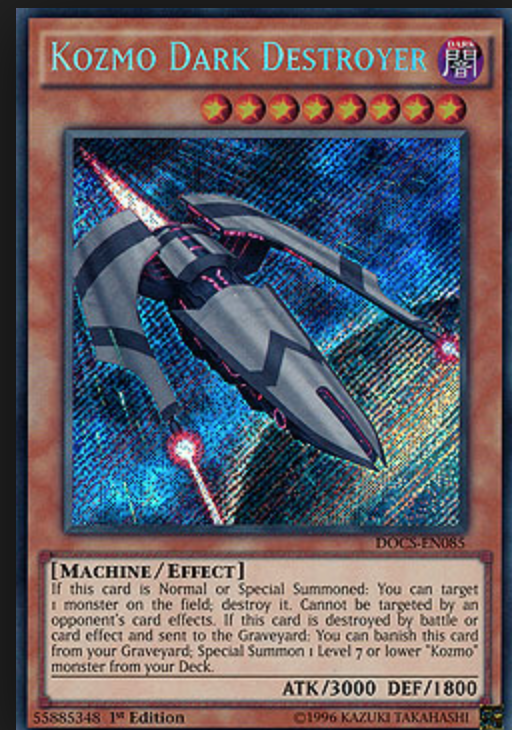 Kozmo Dark Destroyer
DARK
闇
DOCS-EN085
[Machine/Effect]
If this card is Normal or Special Summoned: You can target
1 monster on the field; destroy it. Cannot be targeted by an
opponent's card effects. If this card is destroyed by battle or
card effect and sent to the Graveyard: You can banish this card
from your Graveyard; Special Summon 1 Level 7 or lower "Kozmo"
monster from your Deck.
ATK/3000 DEF/1800
55885348 1st Edition ©1996 KAZUKI TAKAHASHI